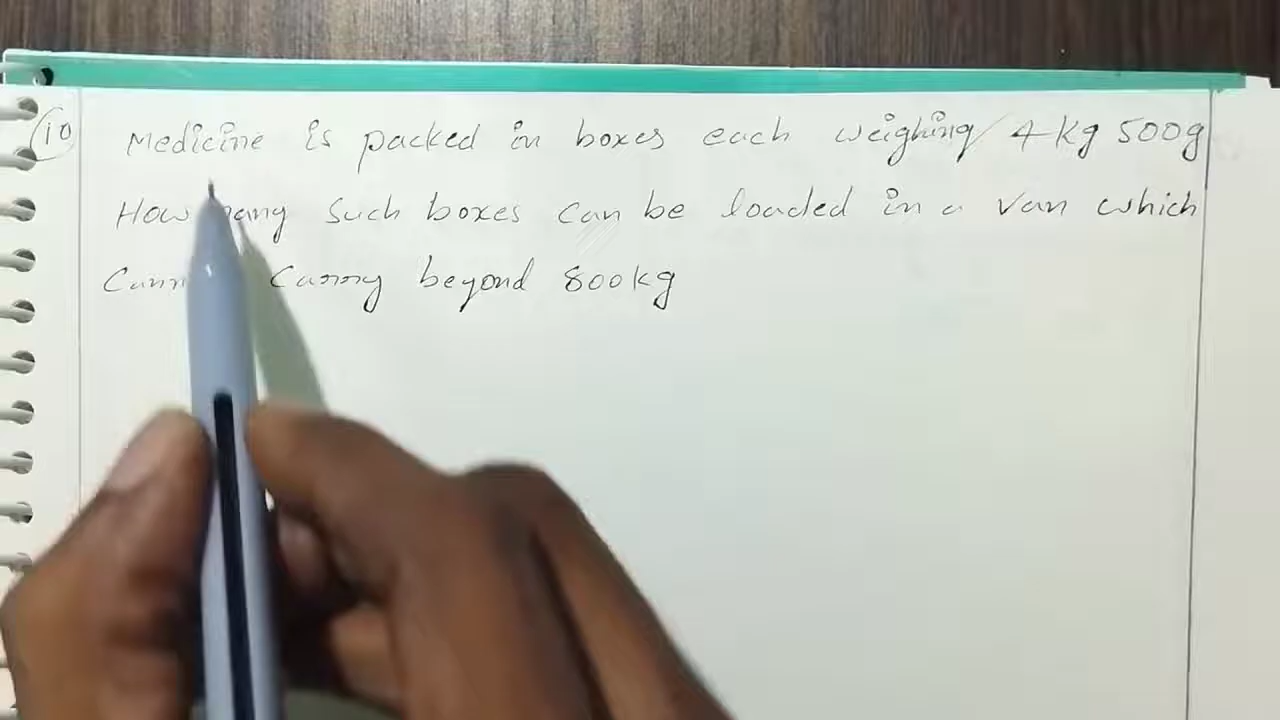 10 Medicine is packed in boxes each weighing 4 kg 500g
How such boxes can be loaded in a van which
carry beyond 800kg